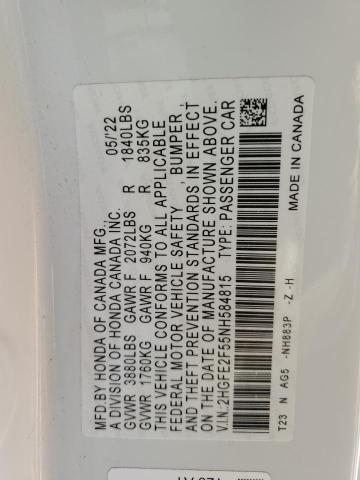 MFD.BY HONDA OF CANADA MFG., 05/'22
A DIVISION OF HONDA CANADA INC.
GVWR 3880LBS GAWR F 2072LBS R 1840LBS
GVWR 1760KG GAWR F 940KG R 835KG
THIS VEHICLE CONFORMS TO ALL APPLICABLE
FEDERAL MOTOR VEHICLE SAFETY BUMPER,
AND THEFT PREVENTION STANDARDS IN EFFECT
ON THE DATE OF MANUFACTURE SHOWN ABOVE.
V.I.N.:2HGFE2F55NH584815 TYPE: PASSENGER CAR
T23 N AG5 -NH883P -Z -H MADE IN CANADA